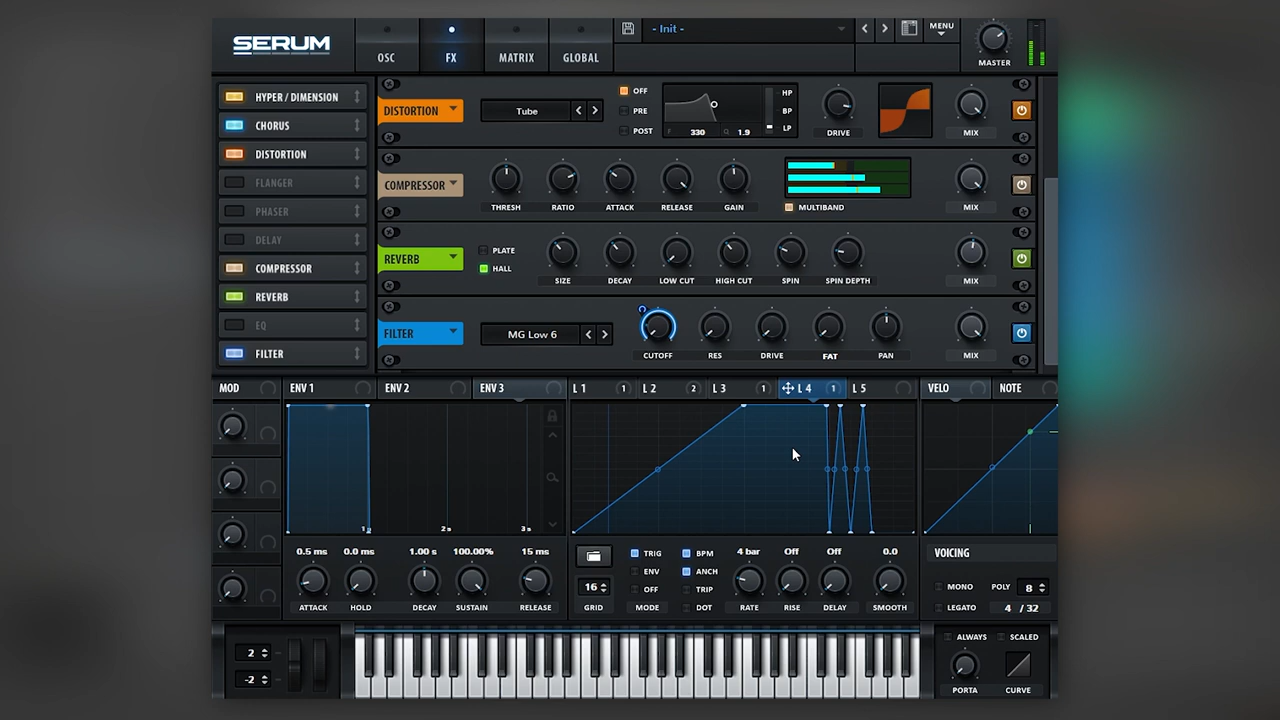 SERUM
OSC
FX
MATRIX
GLOBAL
- Init -
MENU
MASTER
HYPER / DIMENSION
CHORUS
DISTORTION
FLANGER
PHASER
DELAY
COMPRESSOR
REVERB
EQ
FILTER
DISTORTION
Tube
OFF
PRE
POST
F 330 Q 1.9
HP
BP
LP
DRIVE
MIX
COMPRESSOR
THRESH
RATIO
ATTACK
RELEASE
GAIN
MULTIBAND
MIX
REVERB
PLATE
HALL
SIZE
DECAY
LOW CUT
HIGH CUT
SPIN
SPIN DEPTH
MIX
FILTER
MG Low 6
CUTOFF
RES
DRIVE
FAT
PAN
MIX
MOD
ENV 1
ENV 2
ENV 3
L 1 1
L 2 2
L 3 1
L 4 1
L 5
VELO
NOTE
2 s
3 s
0.5 ms 0.0 ms 1.00 s 100.00% 15 ms
ATTACK HOLD DECAY SUSTAIN RELEASE
16
GRID
TRIG
ENV
OFF
MODE
BPM
ANCH
TRIP
DOT
4 bar Off Off 0.0
RATE RISE DELAY SMOOTH
VOICING
MONO POLY 8
LEGATO 4 / 32
2
-2
ALWAYS SCALED
PORTA CURVE